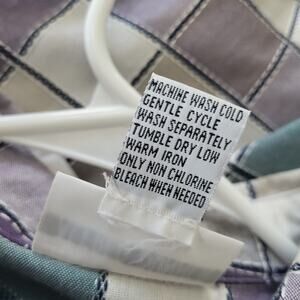 MACHINE WASH COLD
GENTLE CYCLE
WASH SEPARATELY
TUMBLE DRY LOW
WARM IRON
ONLY NON CHLORINE
BLEACH WHEN NEEDED